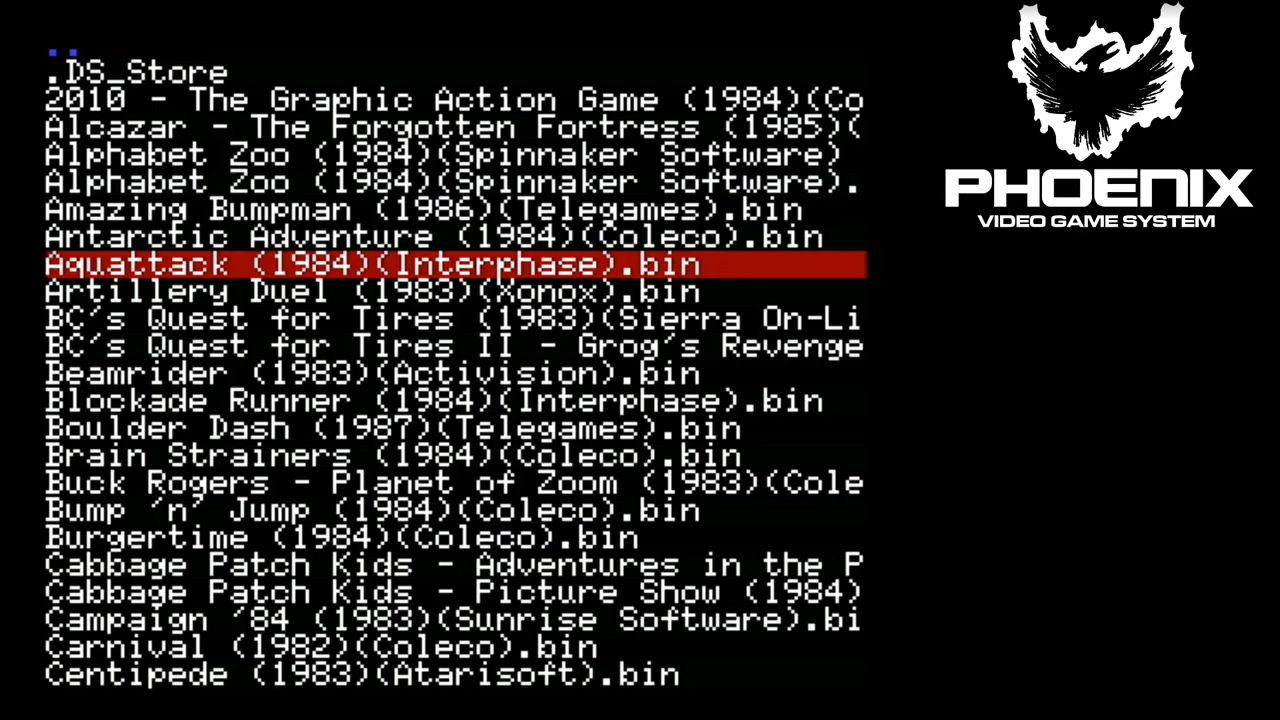 ..
.DS_Store
2010 - The Graphic Action Game (1984)(Co
Alcazar - The Forgotten Fortress (1985)(
Alphabet Zoo (1984)(Spinnaker Software)
Alphabet Zoo (1984)(Spinnaker Software).
Amazing Bumpman (1986)(Telegames).bin
Antarctic Adventure (1984)(Coleco).bin
Aquattack (1984)(Interphase).bin
Artillery Duel (1983)(Xonox).bin
BC's Quest for Tires (1983)(Sierra On-Li
BC's Quest for Tires II - Grog's Revenge
Beamrider (1983)(Activision).bin
Blockade Runner (1984)(Interphase).bin
Boulder Dash (1987)(Telegames).bin
Brain Strainers (1984)(Coleco).bin
Buck Rogers - Planet of Zoom (1983)(Cole
Bump 'n' Jump (1984)(Coleco).bin
Burgertime (1984)(Coleco).bin
Cabbage Patch Kids - Adventures in the P
Cabbage Patch Kids - Picture Show (1984)
Campaign '84 (1983)(Sunrise Software).bi
Carnival (1982)(Coleco).bin
Centipede (1983)(Atarisoft).bin
PHOENIX
VIDEO GAME SYSTEM